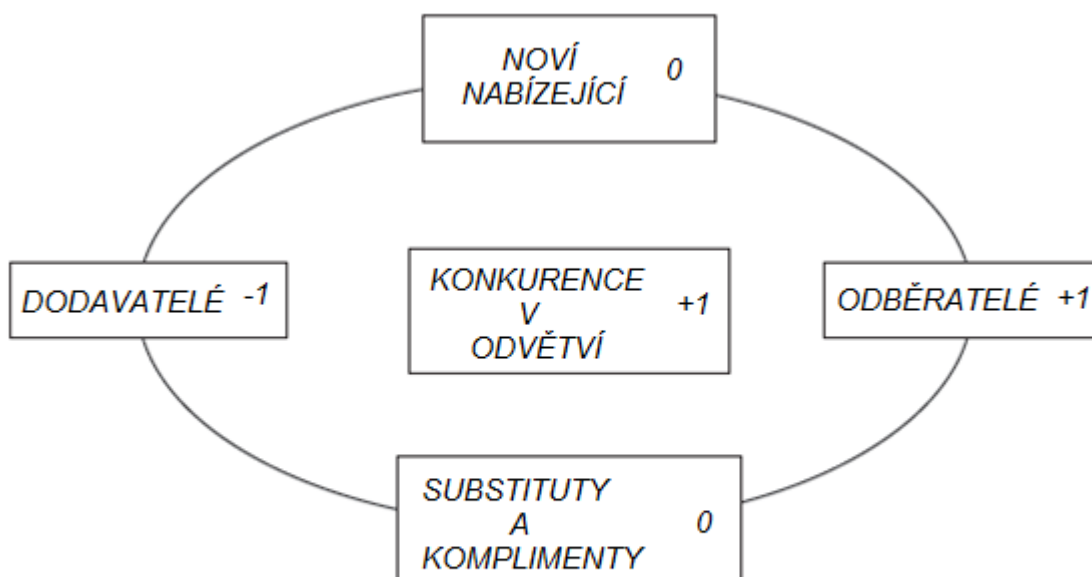 NOVÍ 0
NABÍZEJÍCÍ
DODAVATELÉ -1
KONKURENCE
V +1
ODVĚTVÍ
ODBĚRATELÉ +1
SUBSTITUTY
A 0
KOMPLIMENTY